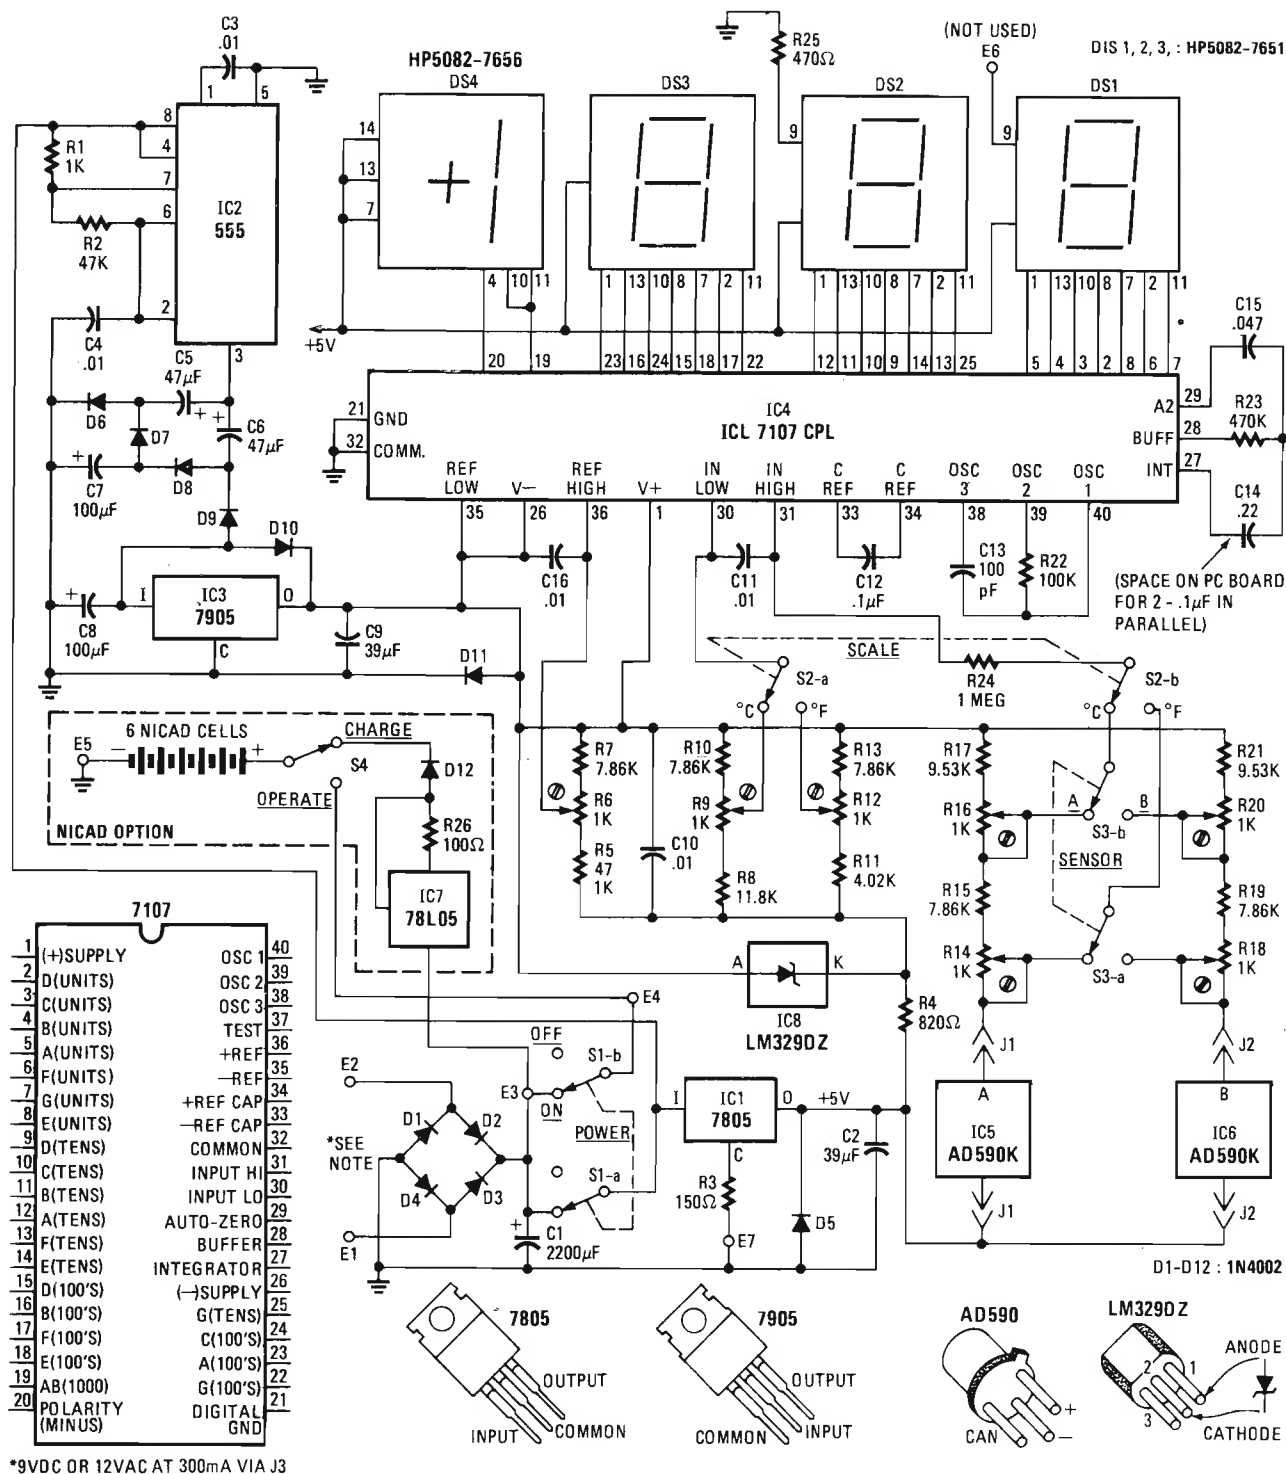 C3
.01
HP5082-7656
DS4
DS3
R25
470Ω
DS2
(NOT USED)
E6
DS1
DIS 1, 2, 3, : HP5082-7651
1
5
8
4
7
6
2
3
R1
1K
R2
47K
IC2
555
C4
.01
C5
47µF
C6
47µF
14
13
7
9
9
4
10
11
1
13
10
8
7
2
11
1
13
10
8
7
2
11
1
13
10
8
7
2
11
+5V
20
19
23
16
24
15
18
17
22
12
11
10
9
14
13
25
5
4
3
2
8
6
7
C15
.047
21
GND
32
COMM.
IC4
ICL 7107 CPL
A2
29
BUFF
28
INT
27
R23
470K
C14
.22
REF
LOW
V−
REF
HIGH
V+
IN
LOW
IN
HIGH
C
REF
C
REF
OSC
3
OSC
2
OSC
1
35
26
36
1
30
31
33
34
38
39
40
D6
D7
D8
C7
100µF
D9
D10
I
IC3
7905
O
C
C8
100µF
C9
39µF
D11
C16
.01
C11
.01
C12
.1µF
C13
100
pF
R22
100K
(SPACE ON PC BOARD
FOR 2 - .1µF IN
PARALLEL)
SCALE
S2-a
°C
°F
R24
1 MEG
S2-b
°C
°F
6 NICAD CELLS
E5
−
+
CHARGE
S4
OPERATE
D12
R26
100Ω
NICAD OPTION
IC7
78L05
R7
7.86K
R6
1K
R5
47
1K
C10
.01
R10
7.86K
R9
1K
R8
11.8K
R13
7.86K
R12
1K
R11
4.02K
R17
9.53K
R16
1K
R15
7.86K
R14
1K
A
B
S3-b
SENSOR
S3-a
R21
9.53K
R20
1K
R19
7.86K
R18
1K
A
K
IC8
LM329DZ
R4
820Ω
J1
J2
A
IC5
AD590K
B
IC6
AD590K
J1
J2
E4
OFF
S1-b
E3
ON
POWER
S1-a
E2
E1
D1
D2
D3
D4
*SEE
NOTE
+
C1
2200µF
I
IC1
7805
O
C
+5V
R3
150Ω
E7
D5
C2
39µF
D1-D12 : 1N4002
7107
1 (+)SUPPLY OSC 1 40
2 D(UNITS) OSC 2 39
3 C(UNITS) OSC 3 38
4 B(UNITS) TEST 37
5 A(UNITS) +REF 36
6 F(UNITS) −REF 35
7 G(UNITS) +REF CAP 34
8 E(UNITS) −REF CAP 33
9 D(TENS) COMMON 32
10 C(TENS) INPUT HI 31
11 B(TENS) INPUT LO 30
12 A(TENS) AUTO-ZERO 29
13 F(TENS) BUFFER 28
14 E(TENS) INTEGRATOR 27
15 D(100'S) (−)SUPPLY 26
16 B(100'S) G(TENS) 25
17 F(100'S) C(100'S) 24
18 E(100'S) A(100'S) 23
19 AB(1000) G(100'S) 22
20 POLARITY DIGITAL 21
(MINUS) GND
7805
OUTPUT
COMMON
INPUT
7905
OUTPUT
INPUT
COMMON
AD590
+
−
CAN
LM329DZ
2
1
3
ANODE
CATHODE
*9VDC OR 12VAC AT 300mA VIA J3